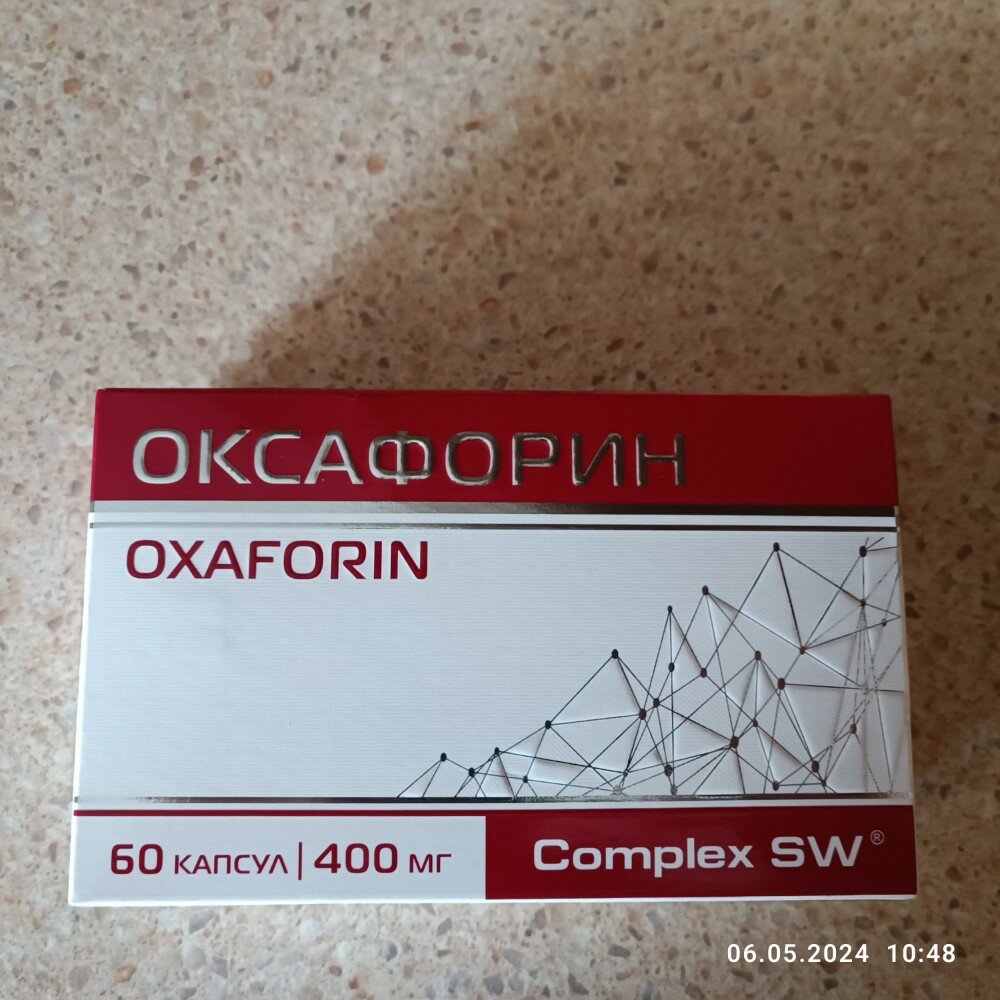 ОКСАФОРИН
OXAFORIN
60 КАПСУЛ | 400 МГ
Complex SW®
06.05.2024 10:48